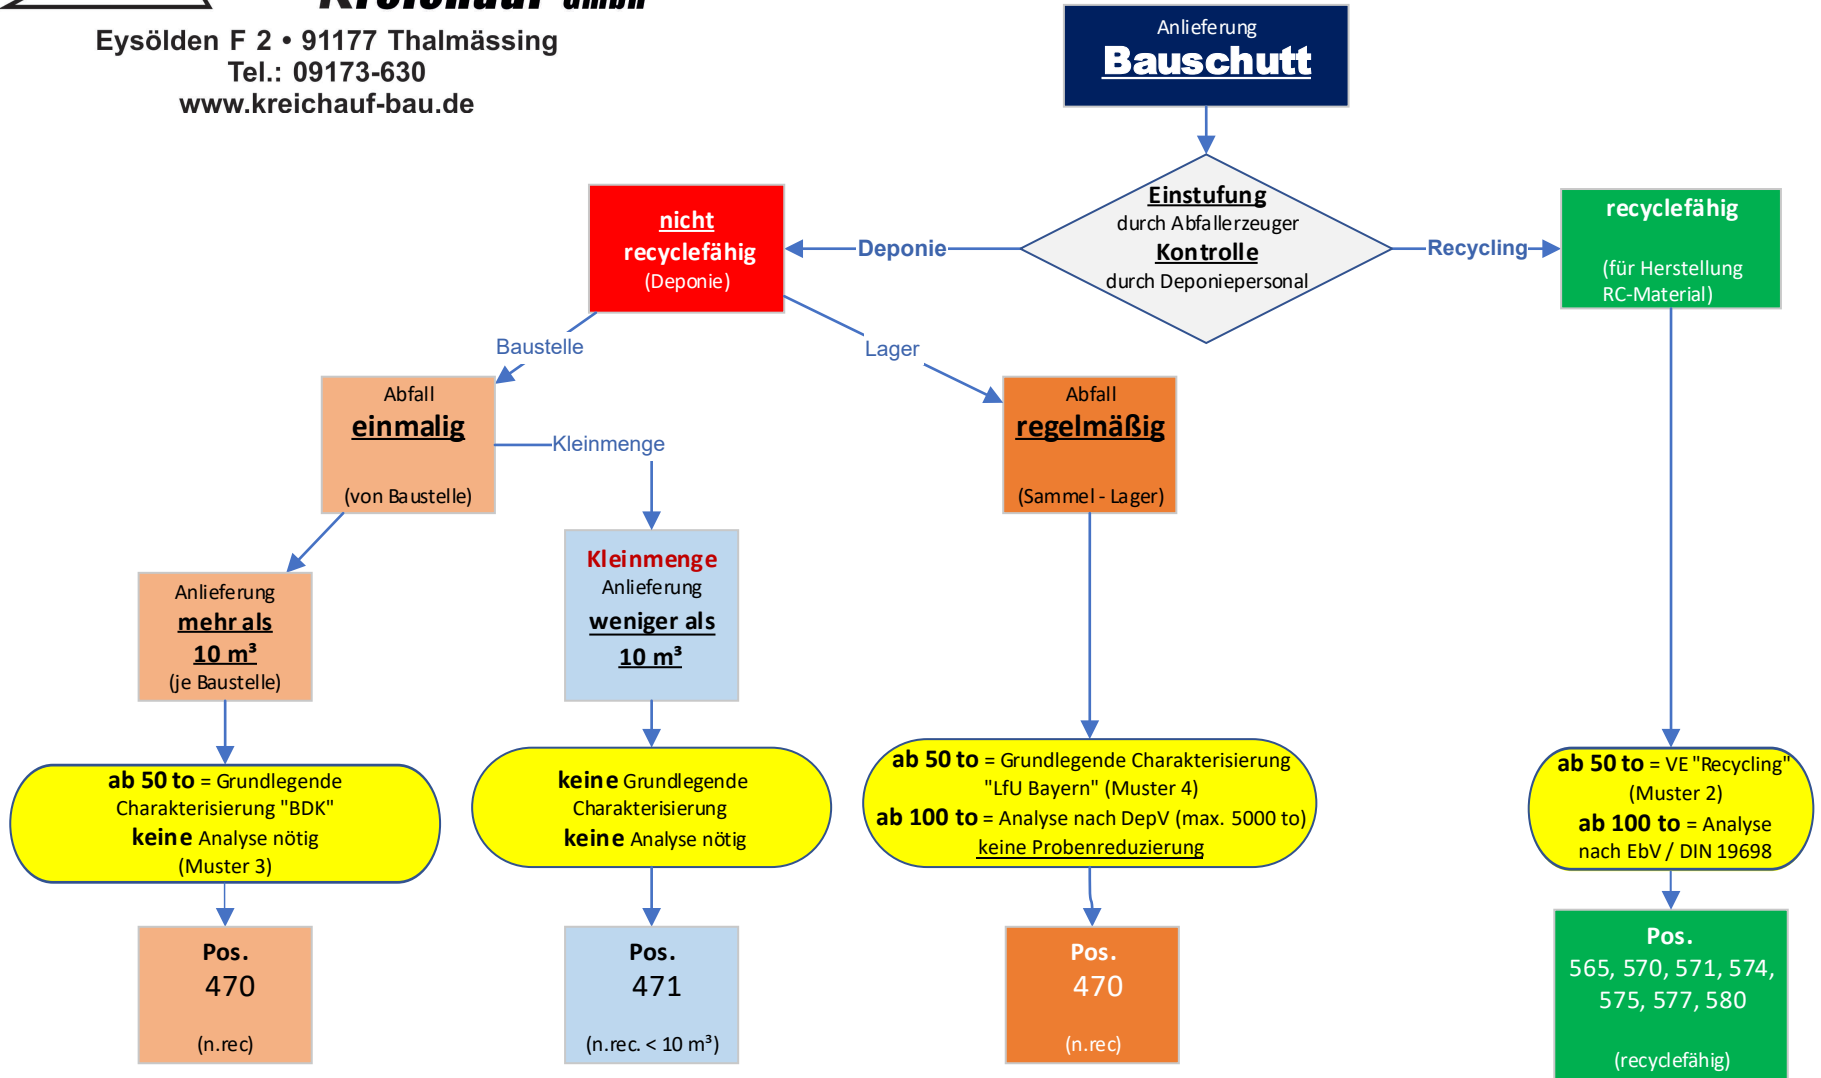 Kreichauf GmbH
Eysölden F 2 • 91177 Thalmässing
Tel.: 09173-630
www.kreichauf-bau.de
Anlieferung
Bauschutt
Einstufung
durch Abfallerzeuger
Kontrolle
durch Deponiepersonal
Deponie
Recycling
nicht
recyclefähig
(Deponie)
recyclefähig
(für Herstellung
RC-Material)
Baustelle
Lager
Abfall
einmalig
(von Baustelle)
Kleinmenge
Abfall
regelmäßig
(Sammel - Lager)
Anlieferung
mehr als
10 m³
(je Baustelle)
Kleinmenge
Anlieferung
weniger als
10 m³
ab 50 to = Grundlegende
Charakterisierung "BDK"
keine Analyse nötig
(Muster 3)
keine Grundlegende
Charakterisierung
keine Analyse nötig
ab 50 to = Grundlegende Charakterisierung
"LfU Bayern" (Muster 4)
ab 100 to = Analyse nach DepV (max. 5000 to)
keine Probenreduzierung
ab 50 to = VE "Recycling"
(Muster 2)
ab 100 to = Analyse
nach EbV / DIN 19698
Pos.
470
(n.rec)
Pos.
471
(n.rec. < 10 m³)
Pos.
470
(n.rec)
Pos.
565, 570, 571, 574,
575, 577, 580
(recyclefähig)